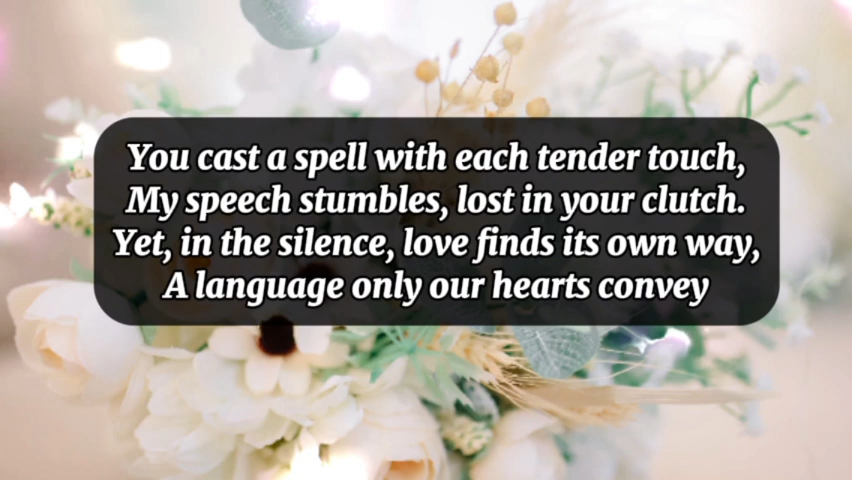 You cast a spell with each tender touch,
My speech stumbles, lost in your clutch.
Yet, in the silence, love finds its own way,
A language only our hearts convey